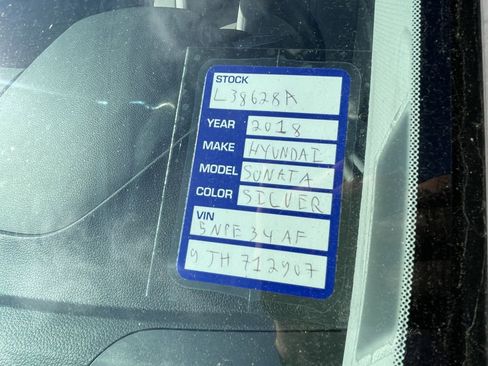 STOCK
L38628A
YEAR 2018
MAKE HYUNDAI
MODEL SONATA
COLOR SILVER
VIN
5NPE34AF
9JH712907